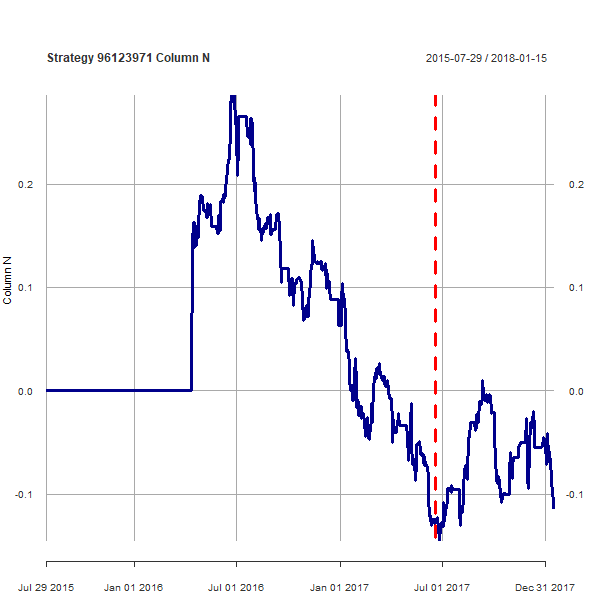 Strategy 96123971 Column N
2015-07-29 / 2018-01-15
0.2
0.2
0.1
0.1
Column N
0.0
0.0
-0.1
-0.1
Jul 29 2015
Jan 01 2016
Jul 01 2016
Jan 01 2017
Jul 01 2017
Dec 31 2017